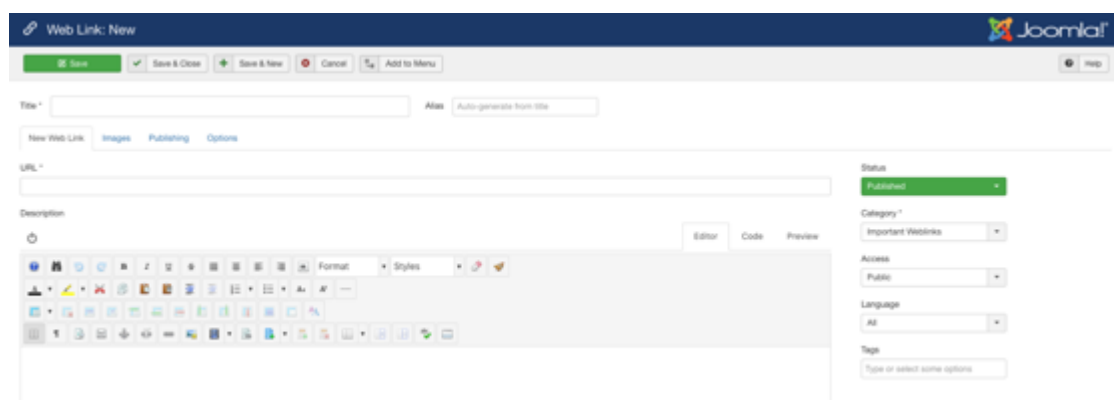 Web Link: New
Joomla!
Save
Save & Close
Save & New
Cancel
Add to Menu
Help
Title *
Alias
Auto-generate from title
New Web Link
Images
Publishing
Options
URL *
Status
Published
Description
Category *
Editor
Code
Preview
Important Weblinks
Format
Styles
Access
Public
Language
All
Tags
Type or select some options